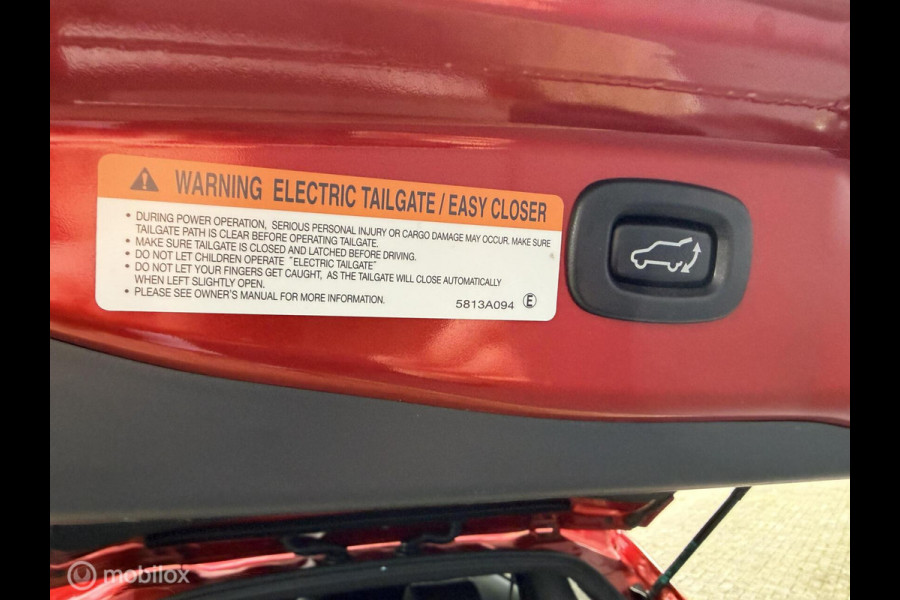 WARNING ELECTRIC TAILGATE / EASY CLOSER
• DURING POWER OPERATION, SERIOUS PERSONAL INJURY OR CARGO DAMAGE MAY OCCUR. MAKE SURE
TAILGATE PATH IS CLEAR BEFORE OPERATING TAILGATE.
• MAKE SURE TAILGATE IS CLOSED AND LATCHED BEFORE DRIVING.
• DO NOT LET CHILDREN OPERATE "ELECTRIC TAILGATE"
• DO NOT LET YOUR FINGERS GET CAUGHT, AS THE TAILGATE WILL CLOSE AUTOMATICALLY
WHEN LEFT SLIGHTLY OPEN.
• PLEASE SEE OWNER'S MANUAL FOR MORE INFORMATION.
5813A094 Ⓔ
mobilox